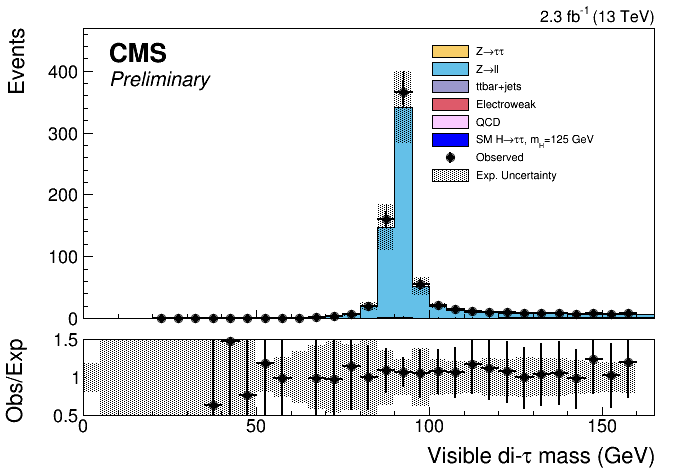 2.3 fb⁻¹ (13 TeV)
Events
CMS
Preliminary
Z→ττ
Z→ll
ttbar+jets
Electroweak
QCD
SM H→ττ, m_H=125 GeV
Observed
Exp. Uncertainty
400
300
200
100
0
Obs/Exp
1.5
1
0.5
0 50 100 150
Visible di-τ mass (GeV)